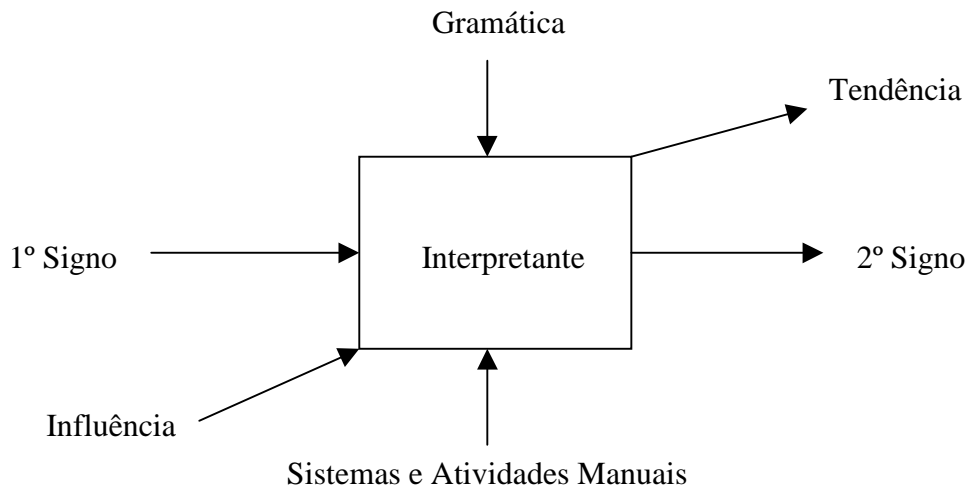 Gramática
Tendência
1º Signo
Interpretante
2º Signo
Influência
Sistemas e Atividades Manuais